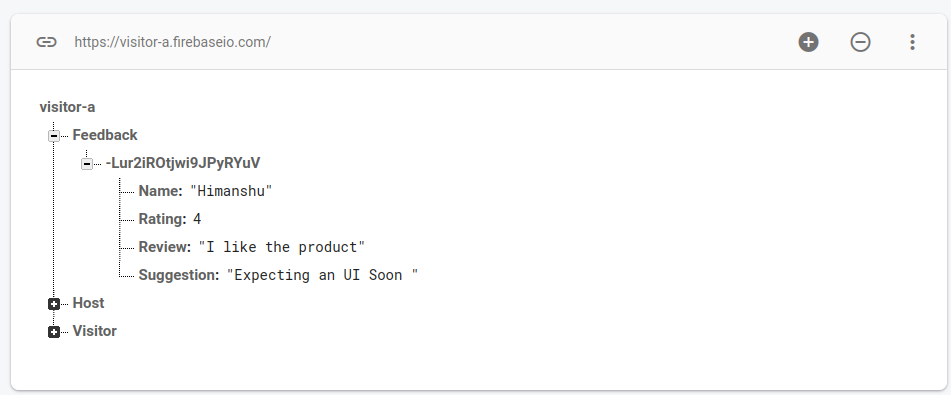 https://visitor-a.firebaseio.com/
visitor-a
Feedback
-Lur2iROtjwi9JPyRYuV
Name: "Himanshu"
Rating: 4
Review: "I like the product"
Suggestion: "Expecting an UI Soon "
Host
Visitor